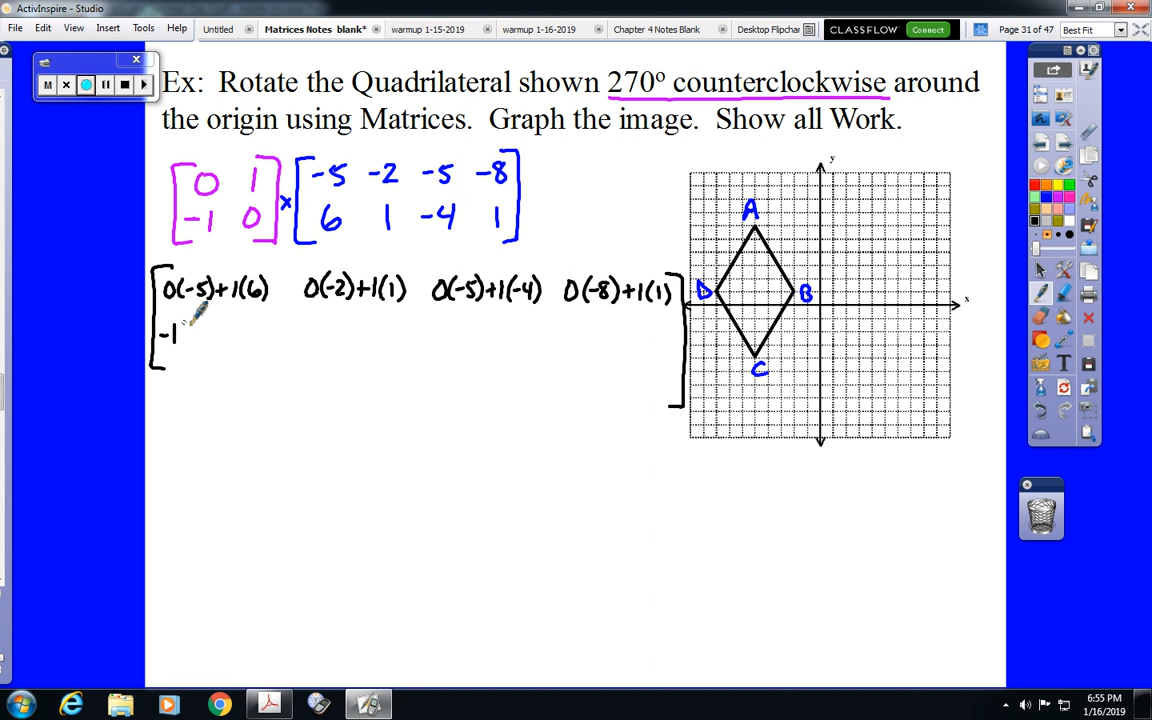 ActivInspire - Studio
File Edit View Insert Tools Help Untitled Matrices Notes blank* warmup 1-15-2019 warmup 1-16-2019 Chapter 4 Notes Blank Desktop Flipchar CLASSFLOW Connect Page 31 of 47 Best Fit
M
Ex: Rotate the Quadrilateral shown 270º counterclockwise around
the origin using Matrices. Graph the image. Show all Work.
0 1 × -5 -2 -5 -8
-1 0 6 1 -4 1
0(-5)+1(6) 0(-2)+1(1) 0(-5)+1(-4) 0(-8)+1(1)
-1
y
A
D B
x
C
T
6:55 PM
1/16/2019